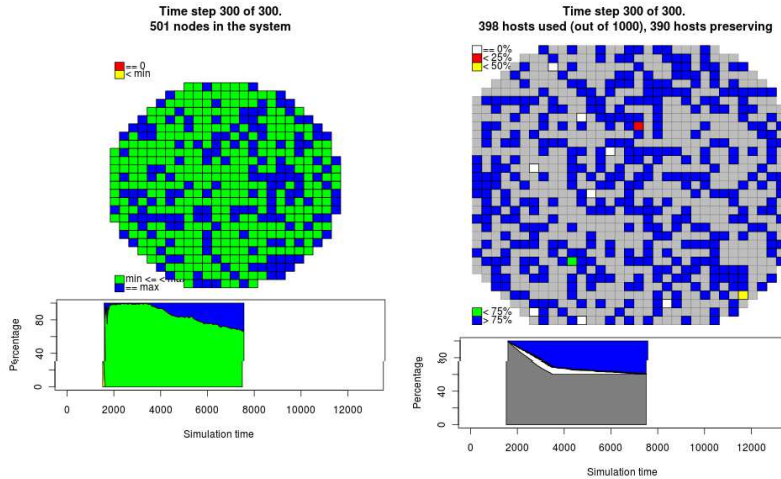 Time step 300 of 300.
501 nodes in the system
== 0
< min
min <= < max
== max
Percentage
80
40
0
0 2000 4000 6000 8000 10000 12000
Simulation time
Time step 300 of 300.
398 hosts used (out of 1000), 390 hosts preserving
== 0%
< 25%
< 50%
< 75%
> 75%
Percentage
80
40
0
0 2000 4000 6000 8000 10000 12000
Simulation time